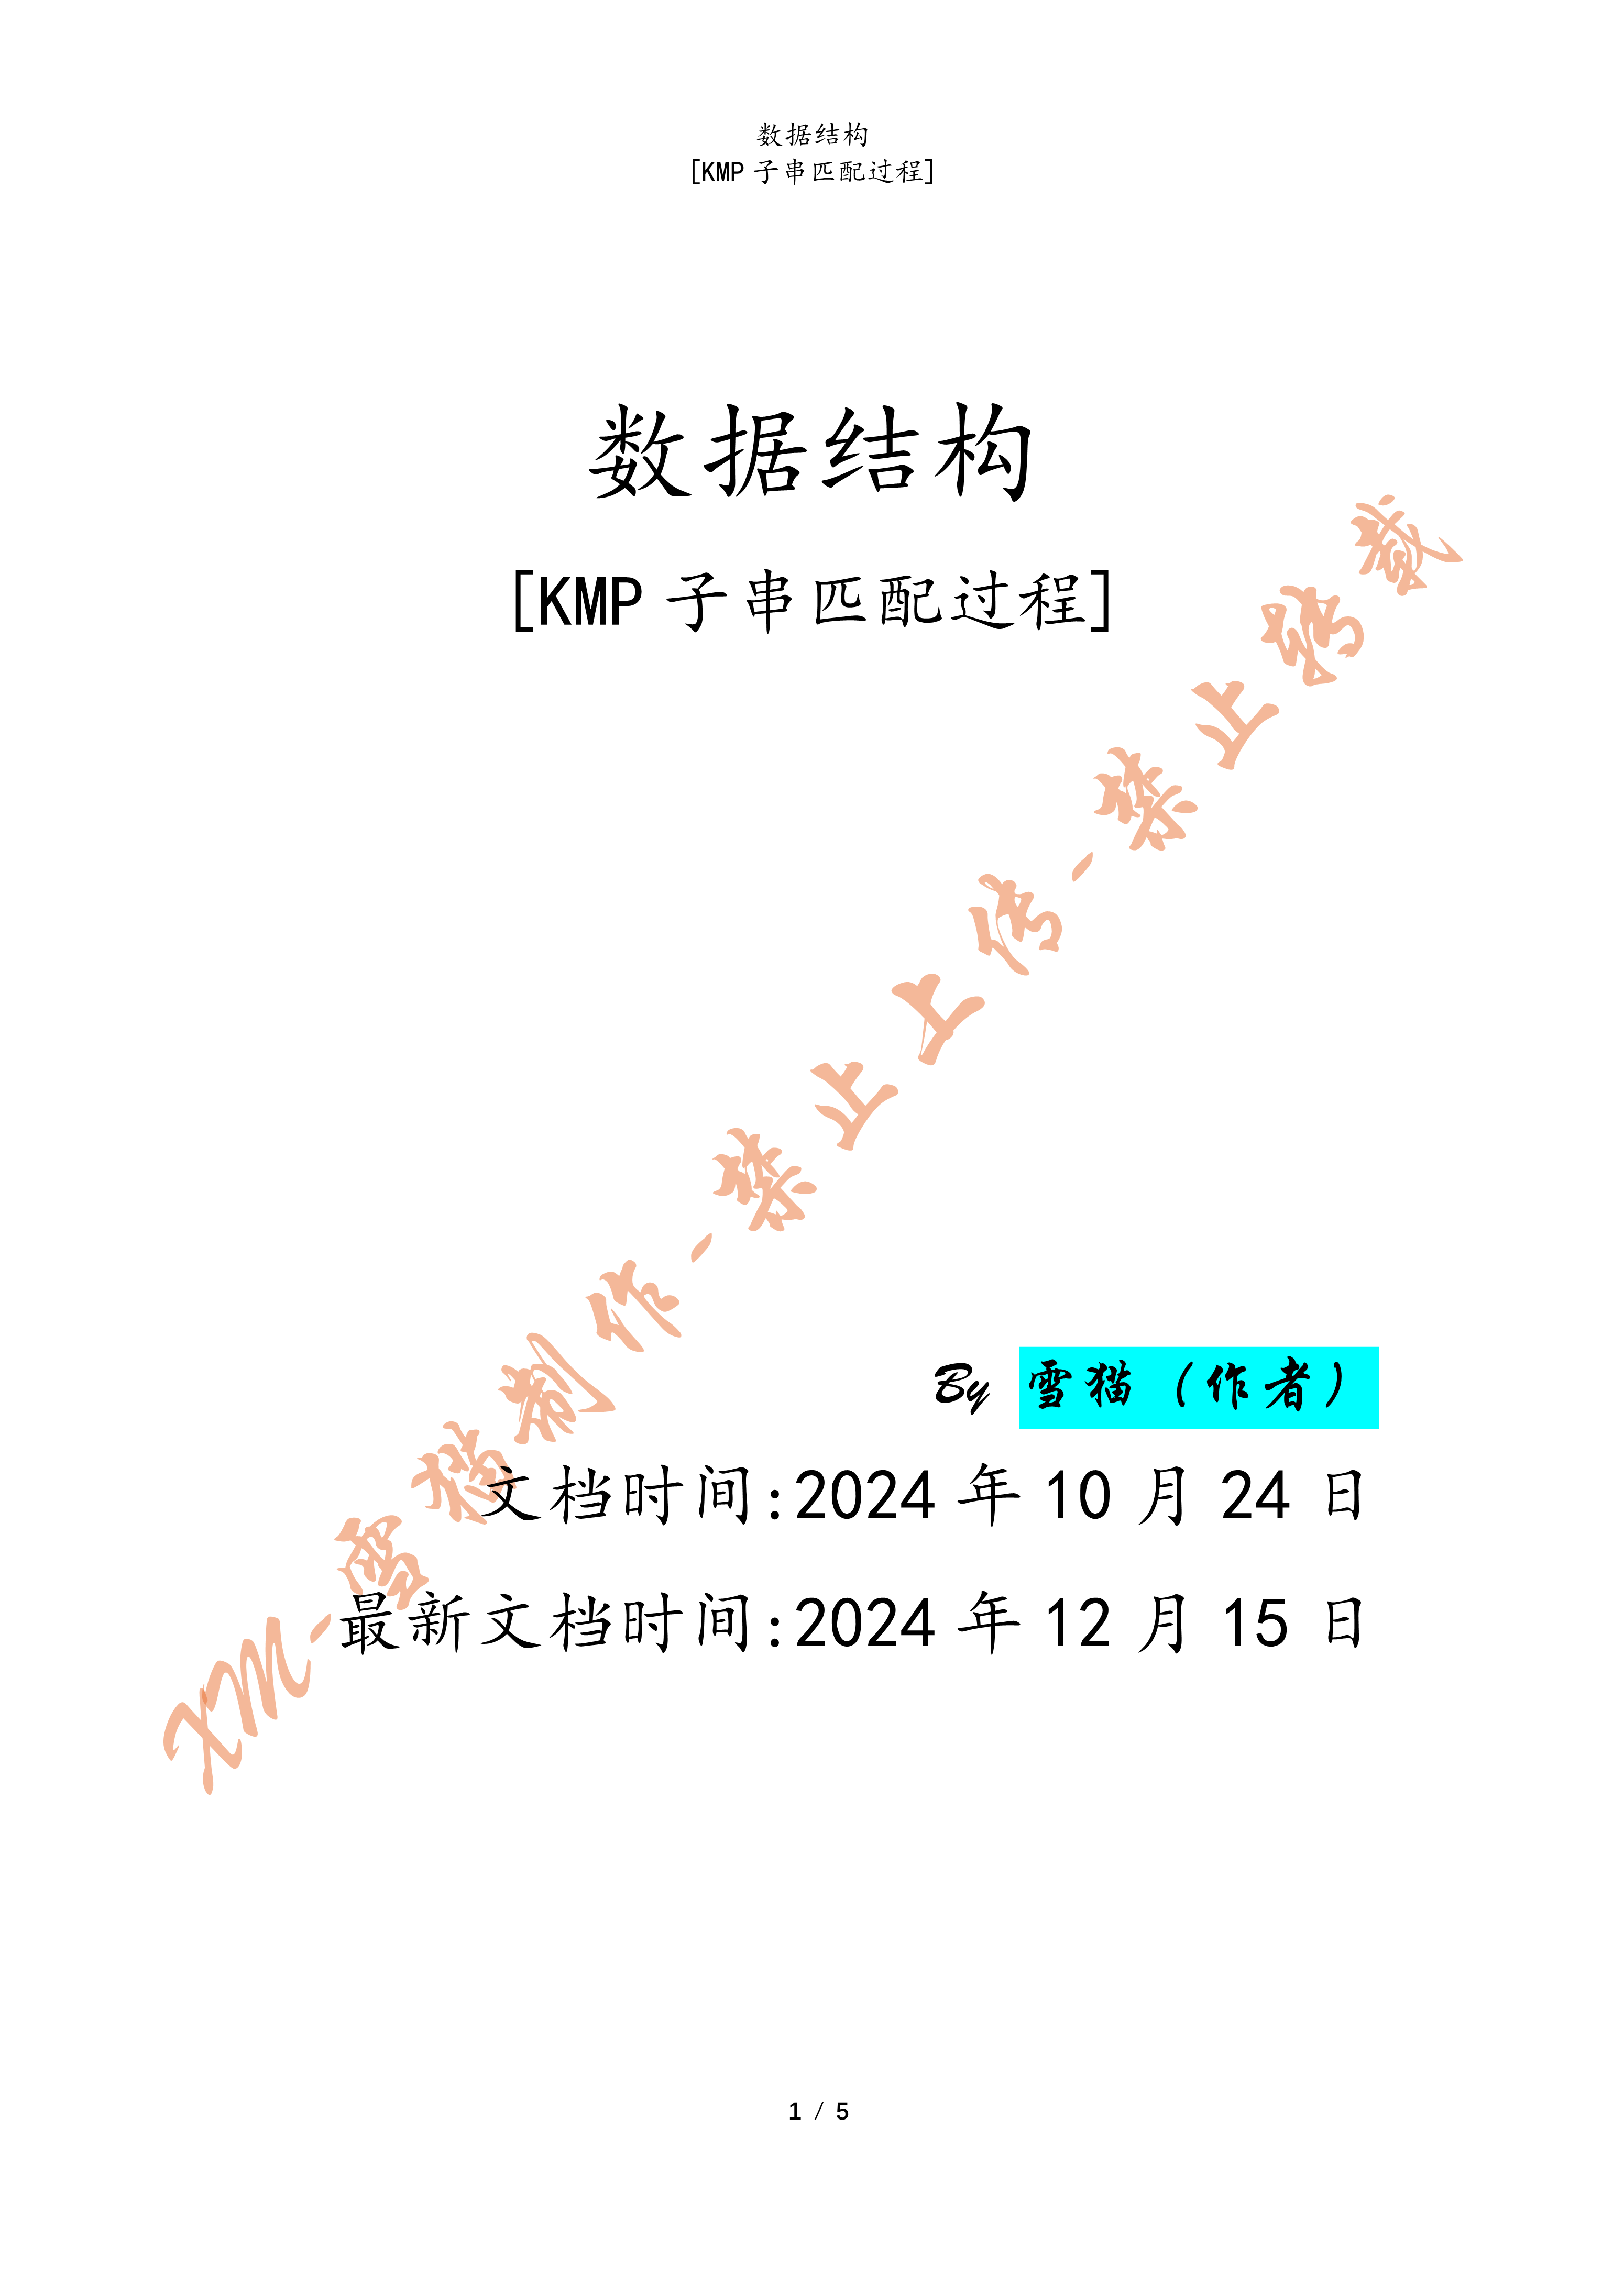 数据结构
[KMP 子串匹配过程]
数据结构
[KMP 子串匹配过程]
XM-雪猫制作-禁止上传-禁止转载
By 雪猫（作者）
文档时间:2024 年 10 月 24 日
最新文档时间:2024 年 12 月 15 日
1 / 5